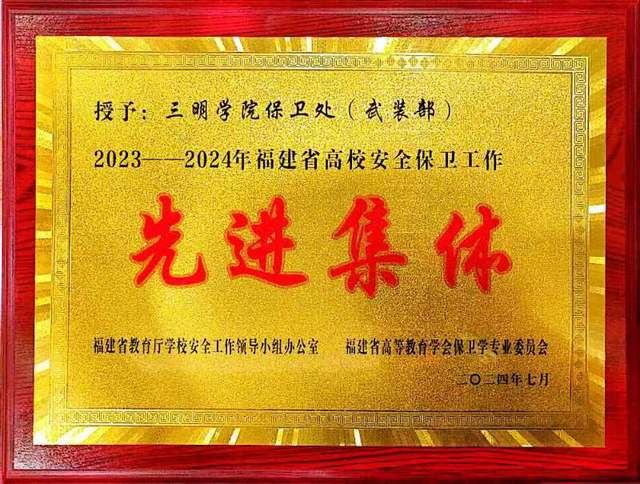 授予：三明学院保卫处（武装部）
2023——2024年福建省高校安全保卫工作
先进集体
福建省教育厅学校安全工作领导小组办公室 福建省高等教育学会保卫学专业委员会
二〇二四年七月